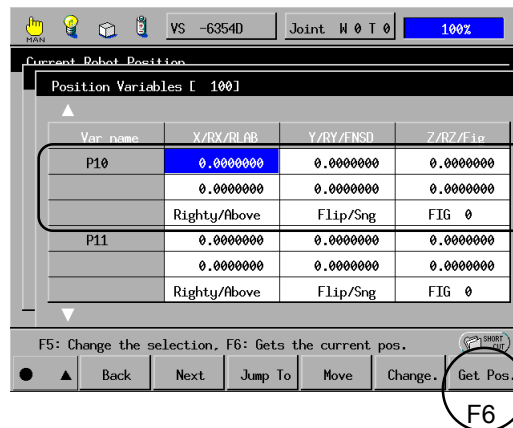 MAN VS -6354D Joint W 0 T 0 100%
Current Robot Position
Position Variables [ 100]
Var name X/RX/RLAB Y/RY/FNSD Z/RZ/Fig
P10 0.0000000 0.0000000 0.0000000
0.0000000 0.0000000 0.0000000
Righty/Above Flip/Sng FIG 0
P11 0.0000000 0.0000000 0.0000000
0.0000000 0.0000000 0.0000000
Righty/Above Flip/Sng FIG 0
F5: Change the selection, F6: Gets the current pos. SHORT CUT
Back Next Jump To Move Change. Get Pos.
F6